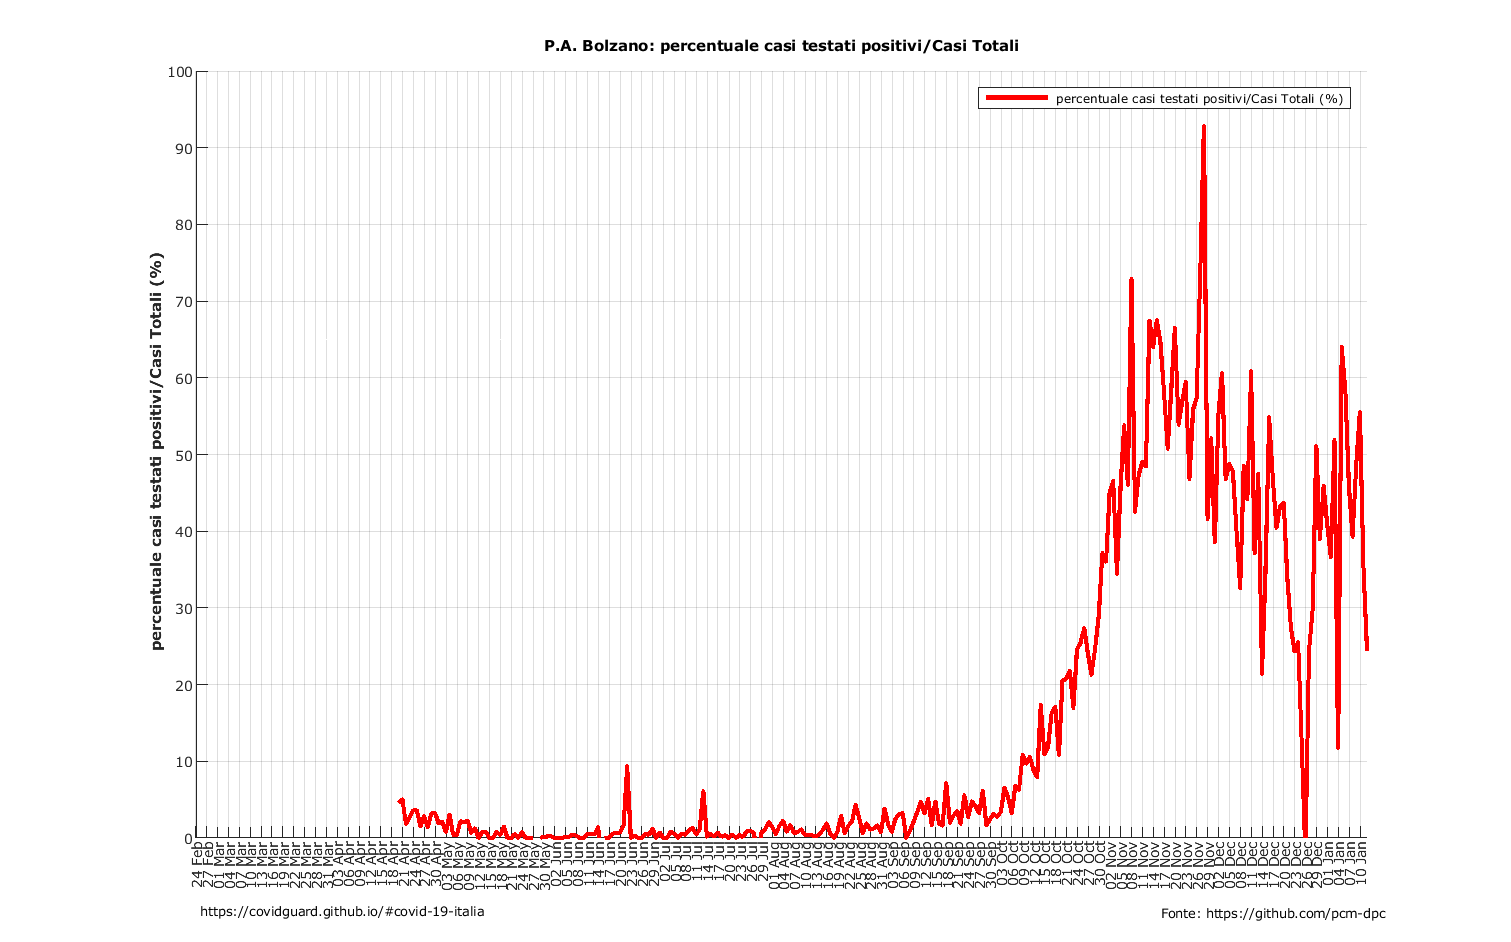 P.A. Bolzano: percentuale casi testati positivi/Casi Totali
percentuale casi testati positivi/Casi Totali (%)
percentuale casi testati positivi/Casi Totali (%)
100
90
80
70
60
50
40
30
20
10
0
24 Feb
27 Feb
01 Mar
04 Mar
07 Mar
10 Mar
13 Mar
16 Mar
19 Mar
22 Mar
25 Mar
28 Mar
31 Mar
03 Apr
06 Apr
09 Apr
12 Apr
15 Apr
18 Apr
21 Apr
24 Apr
27 Apr
30 Apr
03 May
06 May
09 May
12 May
15 May
18 May
21 May
24 May
27 May
30 May
02 Jun
05 Jun
08 Jun
11 Jun
14 Jun
17 Jun
20 Jun
23 Jun
26 Jun
29 Jun
02 Jul
05 Jul
08 Jul
11 Jul
14 Jul
17 Jul
20 Jul
23 Jul
26 Jul
29 Jul
01 Aug
04 Aug
07 Aug
10 Aug
13 Aug
16 Aug
19 Aug
22 Aug
25 Aug
28 Aug
31 Aug
03 Sep
06 Sep
09 Sep
12 Sep
15 Sep
18 Sep
21 Sep
24 Sep
27 Sep
30 Sep
03 Oct
06 Oct
09 Oct
12 Oct
15 Oct
18 Oct
21 Oct
24 Oct
27 Oct
30 Oct
02 Nov
05 Nov
08 Nov
11 Nov
14 Nov
17 Nov
20 Nov
23 Nov
26 Nov
29 Nov
02 Dec
05 Dec
08 Dec
11 Dec
14 Dec
17 Dec
20 Dec
23 Dec
26 Dec
29 Dec
01 Jan
04 Jan
07 Jan
10 Jan
https://covidguard.github.io/#covid-19-italia
Fonte: https://github.com/pcm-dpc